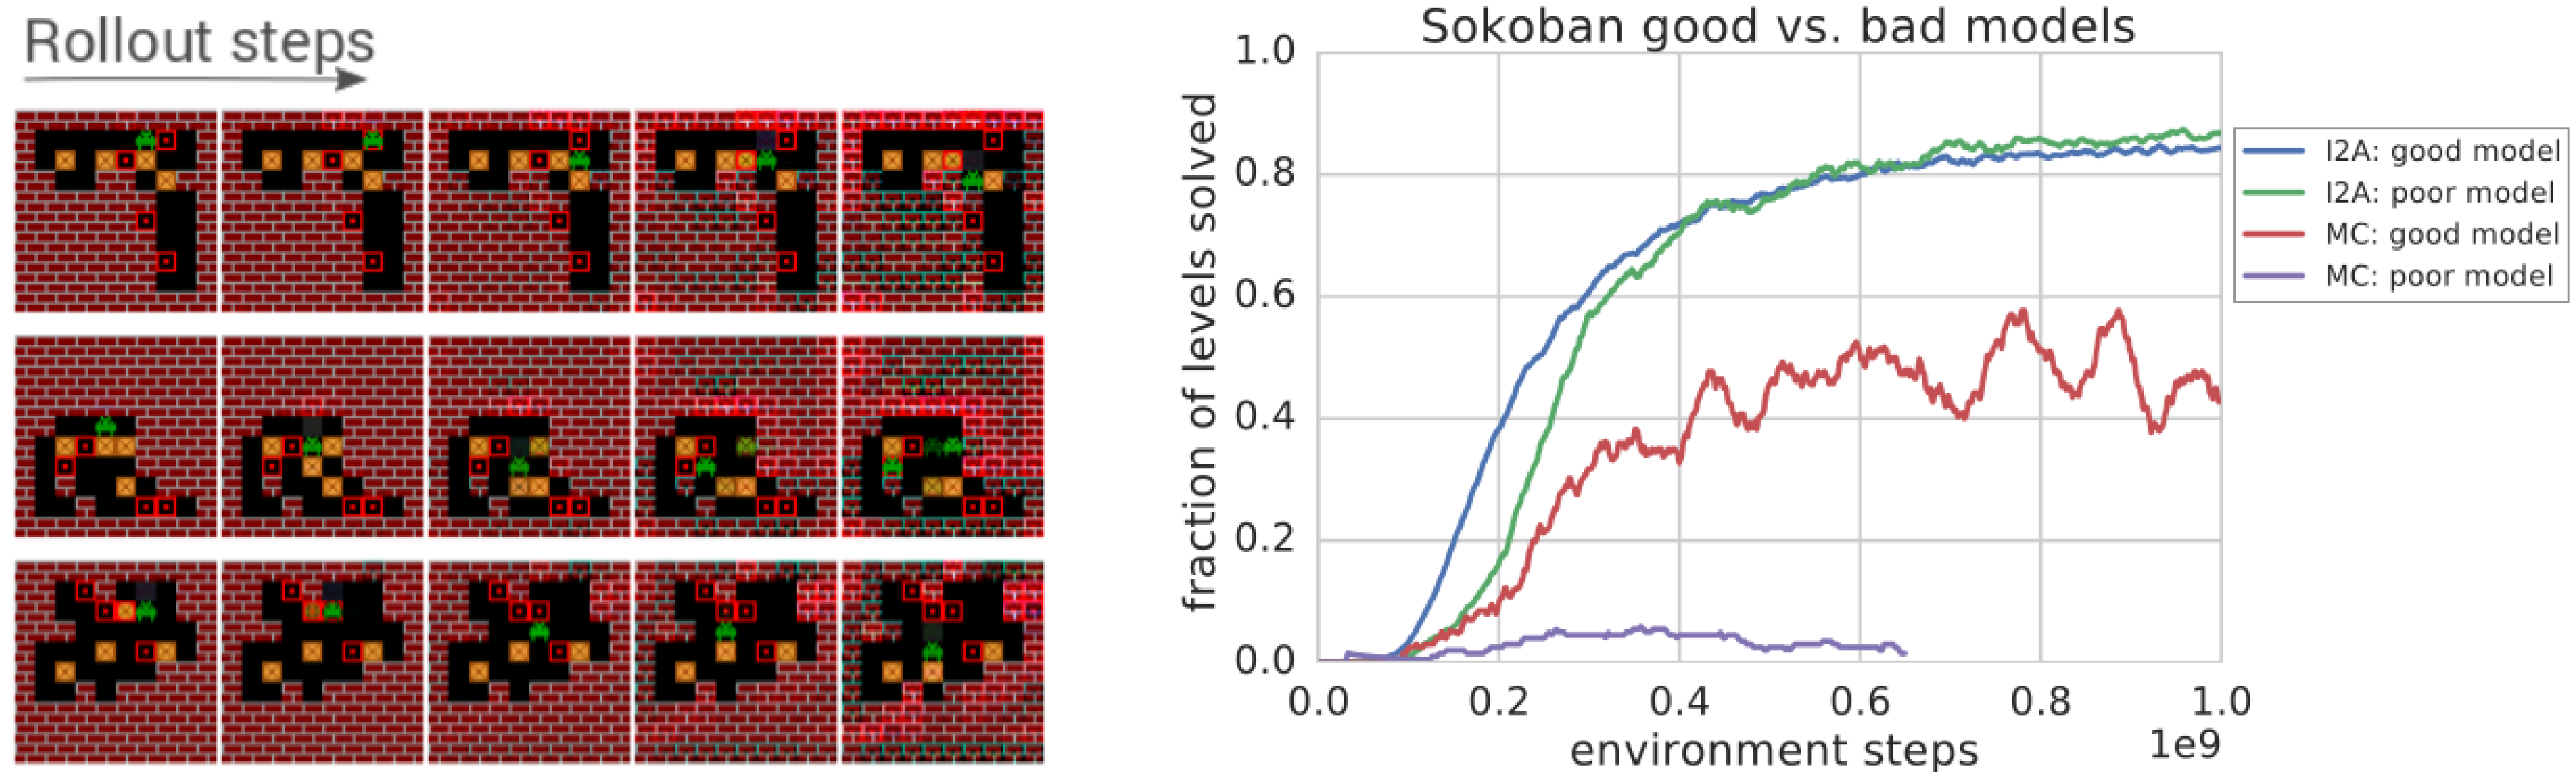 Rollout steps
Sokoban good vs. bad models
fraction of levels solved
1.0
0.8
0.6
0.4
0.2
0.0
0.0 0.2 0.4 0.6 0.8 1.0
environment steps 1e9
I2A: good model
I2A: poor model
MC: good model
MC: poor model